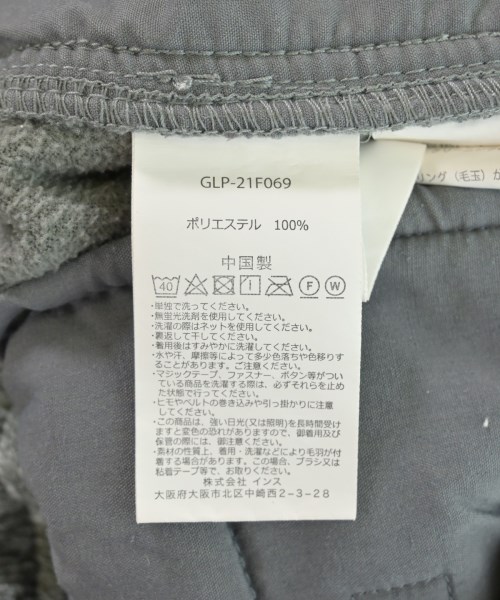 GLP-21F069
ポリエステル 100%
中国製
40 F W
・単独で洗ってください。
・無蛍光洗剤を使用してください。
・洗濯の際はネットを使用してください。
・裏返して干してください。
・着用後はすみやかに洗濯してください。
・水や汗、摩擦等によって多少色落ちや色移りす
ることがあります。ご注意ください。
・マジックテープ、ファスナー、ボタン等がつい
ている商品を洗濯する際は、必ずそれらを止め
た状態で行ってください。
・ヒモやベルトの巻き込みや引っ掛かりに注意
してください。
・この商品は、強い日光(又は照明)を長時間受け
ますと変色の恐れがありますので、御着用及び
保管の際には、御注意ください。
・素材の性質上、着用・洗濯などにより毛羽が付
着する場合があります。この場合、ブラシ又は
粘着テープ等で、お取りください。
株式会社 インス
大阪府大阪市北区中崎西2-3-28
リング(毛玉)か